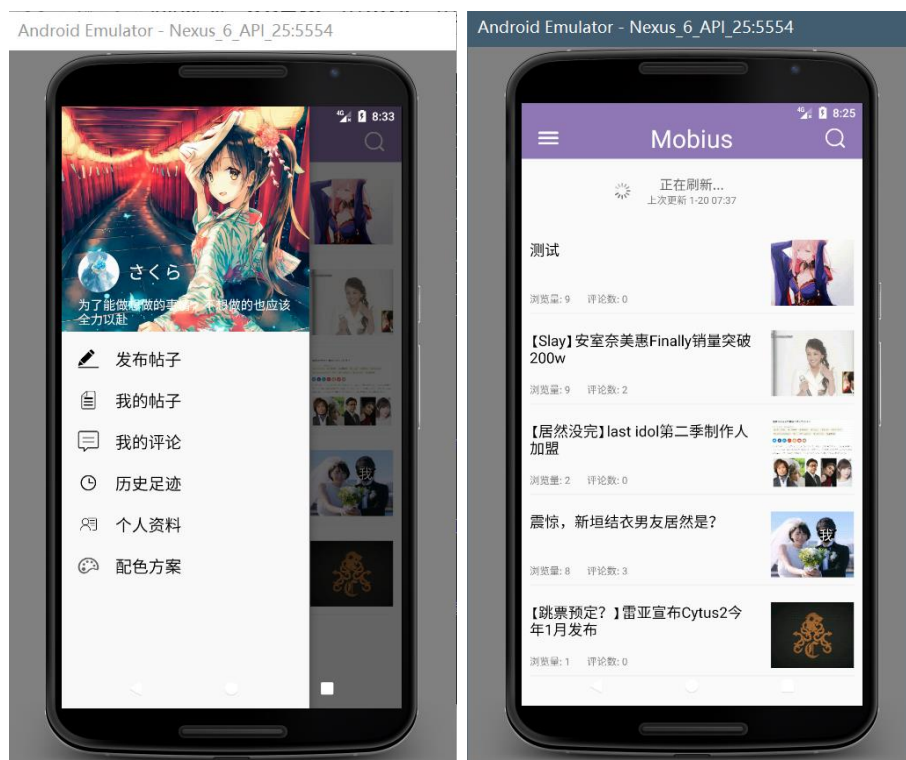 Android Emulator - Nexus_6_API_25:5554
4G 8:33
さくら
为了能做想做的事情，不想做的也应该
全力以赴
发布帖子
我的帖子
我的评论
历史足迹
个人资料
配色方案
我
Android Emulator - Nexus_6_API_25:5554
4G 8:25
Mobius
正在刷新...
上次更新 1-20 07:37
测试
浏览量: 9 评论数: 0
【Slay】安室奈美惠Finally销量突破
200w
浏览量: 9 评论数: 2
【居然没完】last idol第二季制作人
加盟
浏览量: 2 评论数: 0
震惊，新垣结衣男友居然是？
我
浏览量: 8 评论数: 3
【跳票预定？】雷亚宣布Cytus2今
年1月发布
浏览量: 1 评论数: 0